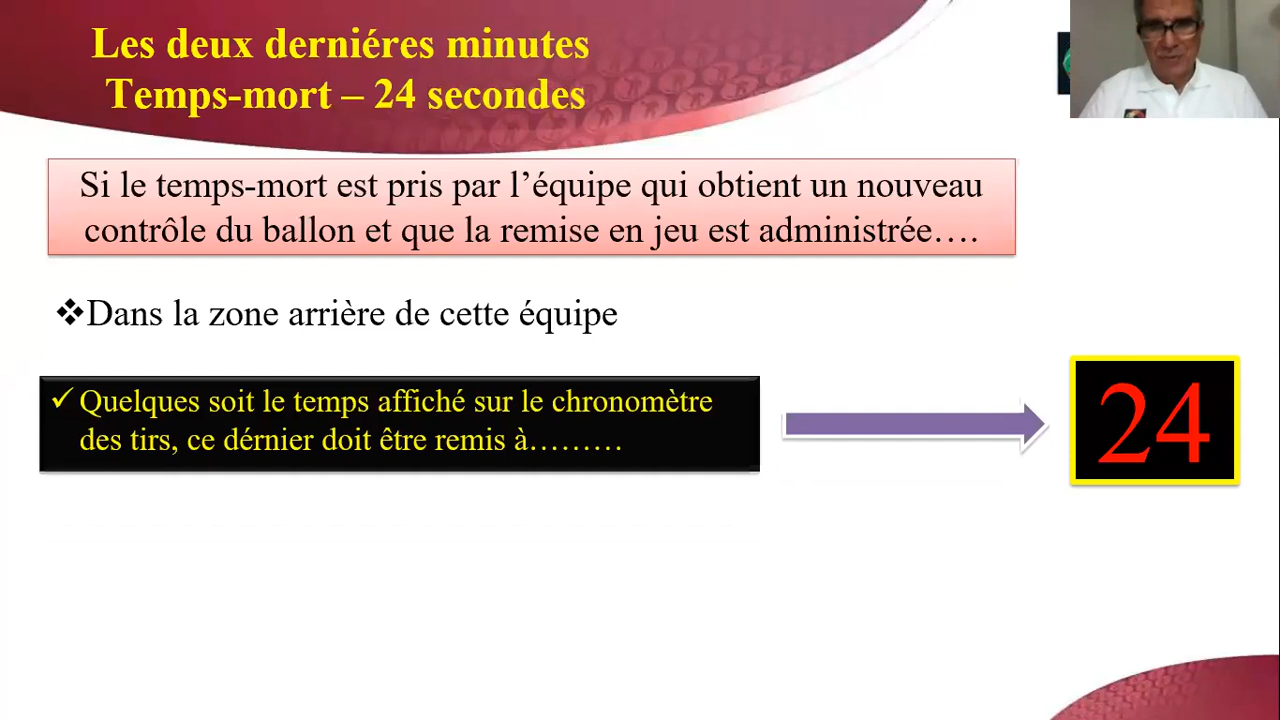 Les deux derniéres minutes
Temps-mort – 24 secondes
Si le temps-mort est pris par l’équipe qui obtient un nouveau
contrôle du ballon et que la remise en jeu est administrée….
❖Dans la zone arrière de cette équipe
✓ Quelques soit le temps affiché sur le chronomètre
des tirs, ce dérnier doit être remis à………
24